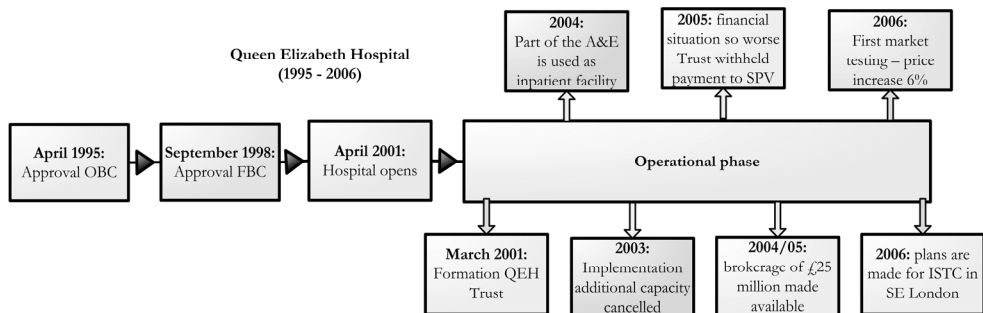 Queen Elizabeth Hospital
(1995 - 2006)
2004:
Part of the A&E
is used as
inpatient facility
2005: financial
situation so worse
Trust withheld
payment to SPV
2006:
First market
testing – price
increase 6%
April 1995:
Approval OBC
September 1998:
Approval FBC
April 2001:
Hospital opens
Operational phase
March 2001:
Formation QEH
Trust
2003:
Implementation
additional capacity
cancelled
2004/05:
brokerage of £25
million made
available
2006: plans are
made for ISTC in
SE London